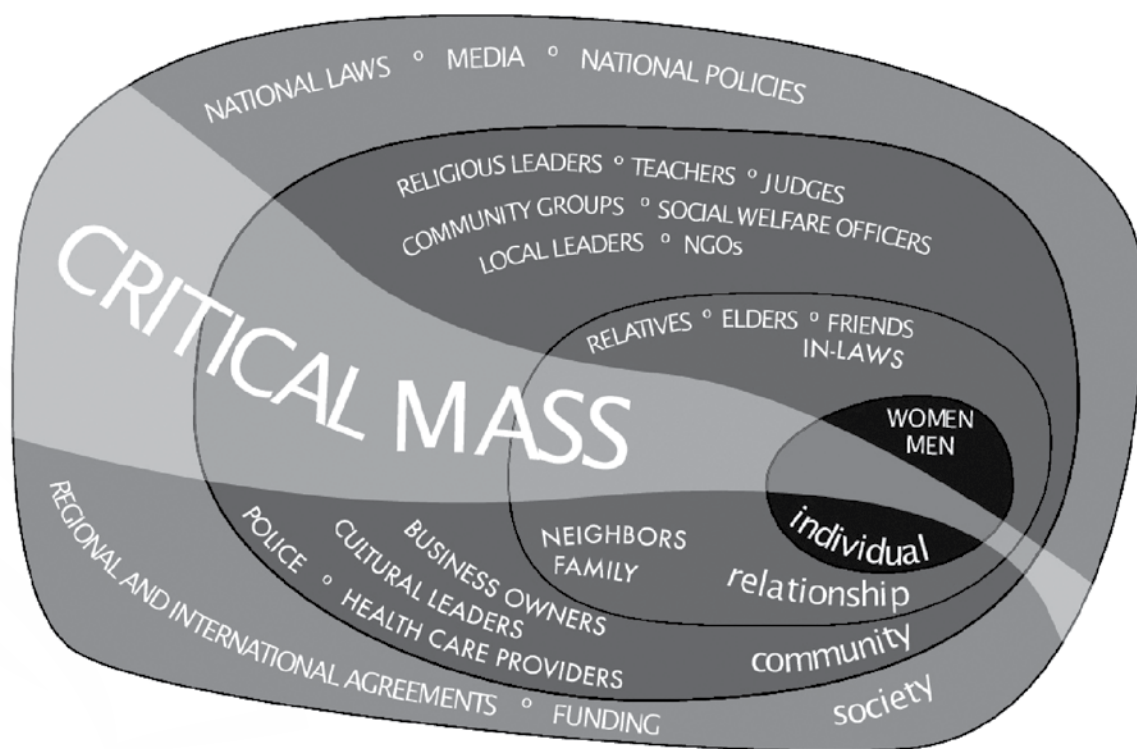 NATIONAL LAWS ° MEDIA ° NATIONAL POLICIES
RELIGIOUS LEADERS ° TEACHERS ° JUDGES
COMMUNITY GROUPS ° SOCIAL WELFARE OFFICERS
LOCAL LEADERS ° NGOs
RELATIVES ° ELDERS ° FRIENDS
IN-LAWS
WOMEN
MEN
CRITICAL MASS
individual
NEIGHBORS
FAMILY
relationship
BUSINESS OWNERS
CULTURAL LEADERS
POLICE ° HEALTH CARE PROVIDERS
community
REGIONAL AND INTERNATIONAL AGREEMENTS ° FUNDING
society